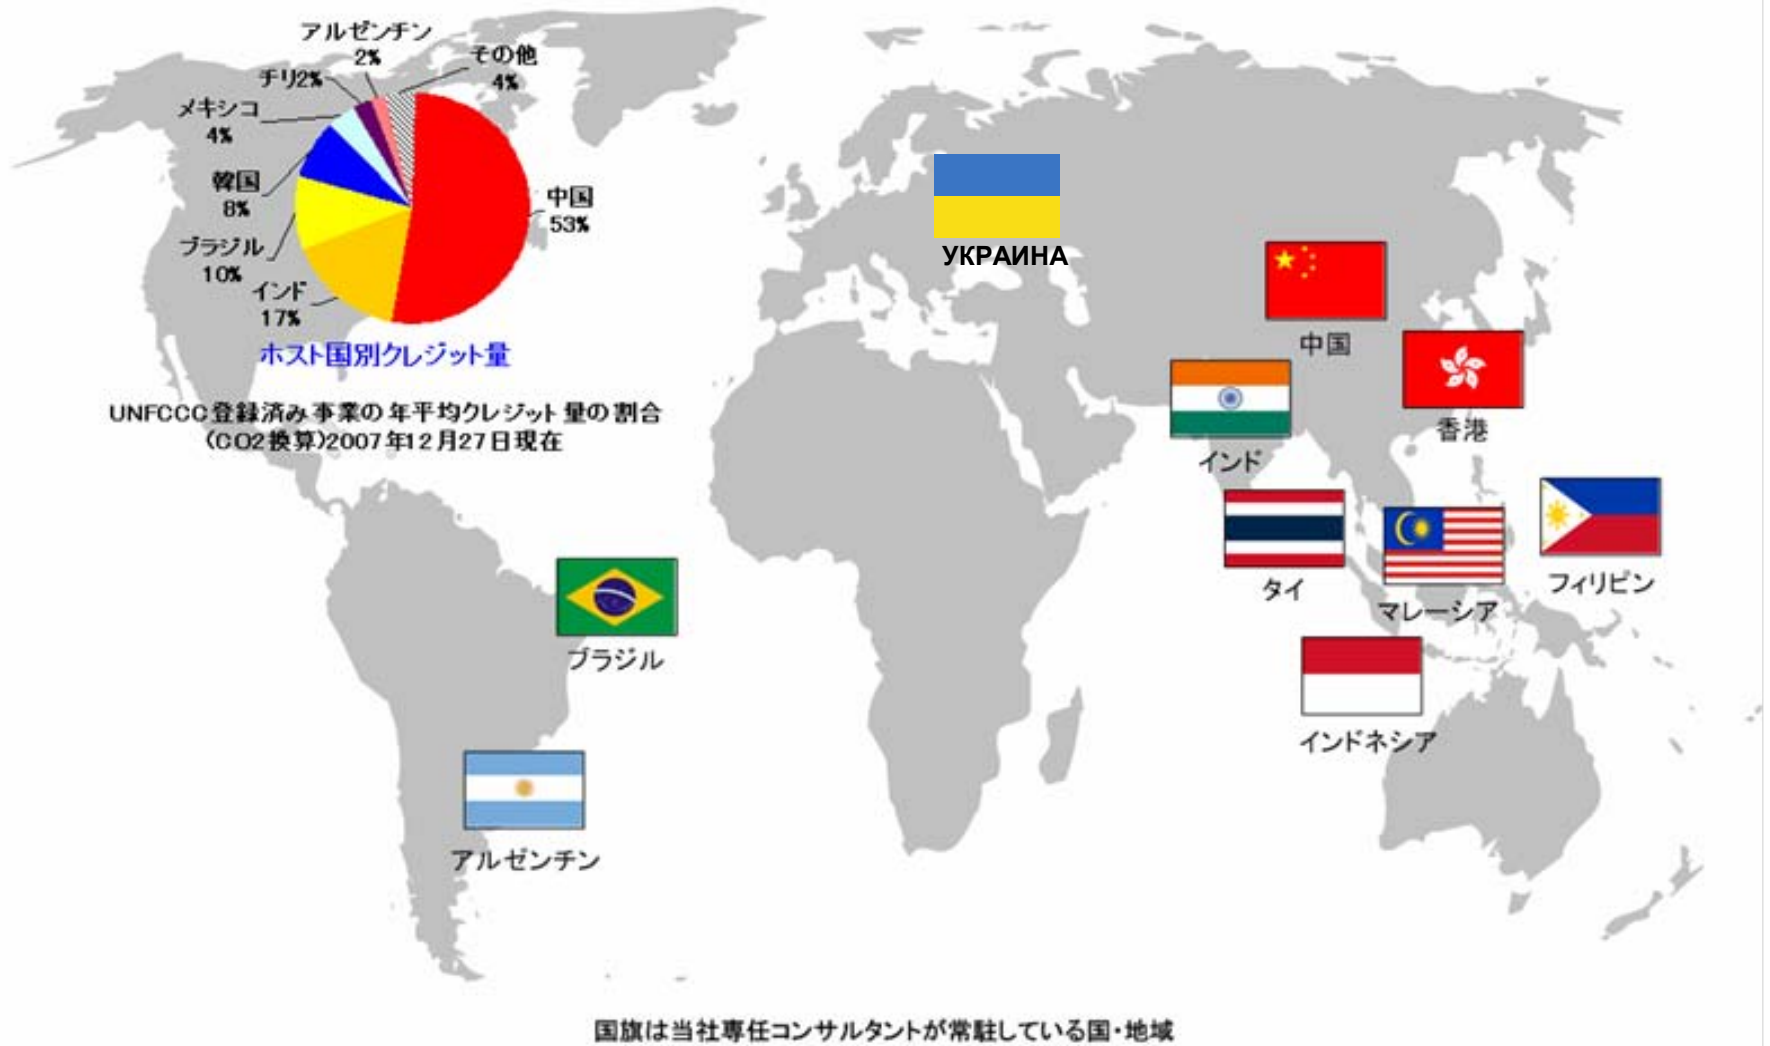 アルゼンチン
2%
その他
4%
チリ2%
メキシコ
4%
韓国
8%
中国
53%
ブラジル
10%
インド
17%
ホスト国別クレジット量
UNFCCC登録済み事業の年平均クレジット量の割合
(CO2換算)2007年12月27日現在
УКРАИНА
中国
香港
インド
タイ
マレーシア
フィリピン
インドネシア
ブラジル
アルゼンチン
国旗は当社専任コンサルタントが常駐している国・地域